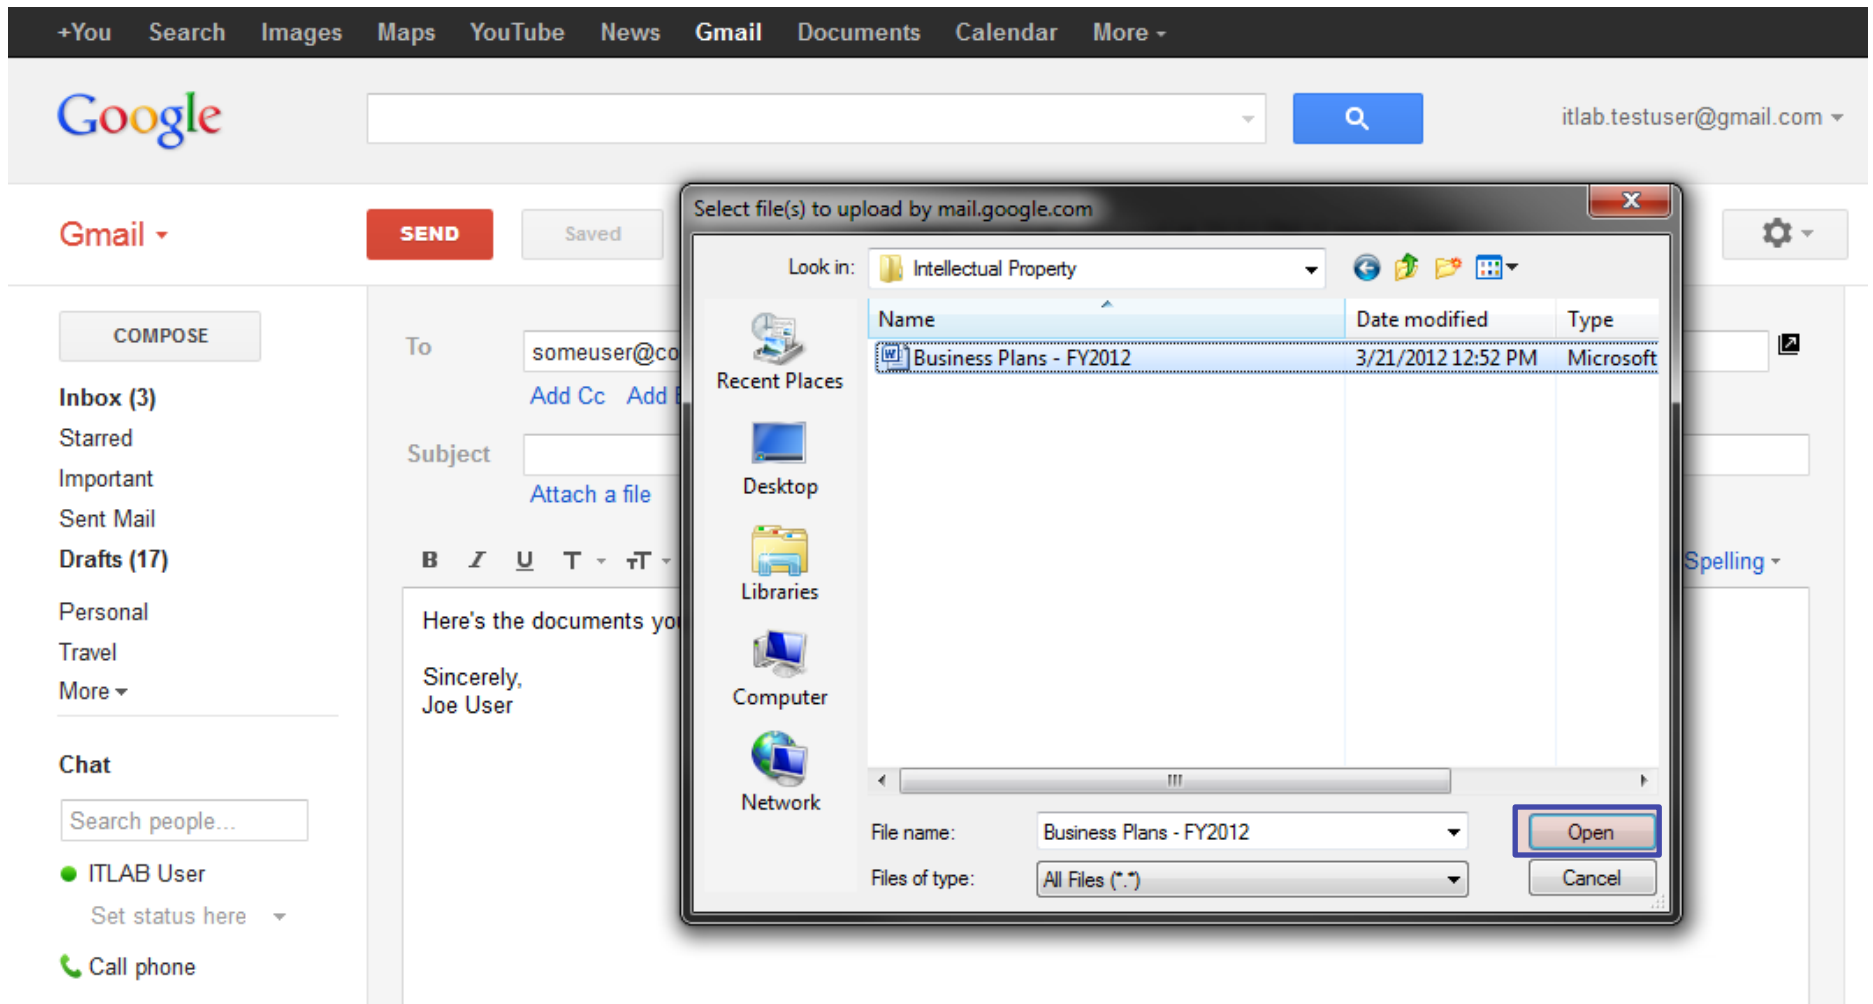 +You Search Images Maps YouTube News Gmail Documents Calendar More
Google
itlab.testuser@gmail.com
Gmail
SEND
Saved
COMPOSE
Inbox (3)
Starred
Important
Sent Mail
Drafts (17)
Personal
Travel
More
Chat
Search people...
ITLAB User
Set status here
Call phone
To
someuser@co
Add Cc Add
Subject
Attach a file
B I U T TT
Spelling
Here's the documents you
Sincerely,
Joe User
Select file(s) to upload by mail.google.com
X
Look in: Intellectual Property
Name Date modified Type
Business Plans - FY2012 3/21/2012 12:52 PM Microsoft
Recent Places
Desktop
Libraries
Computer
Network
File name: Business Plans - FY2012 Open
Files of type: All Files (*.*) Cancel